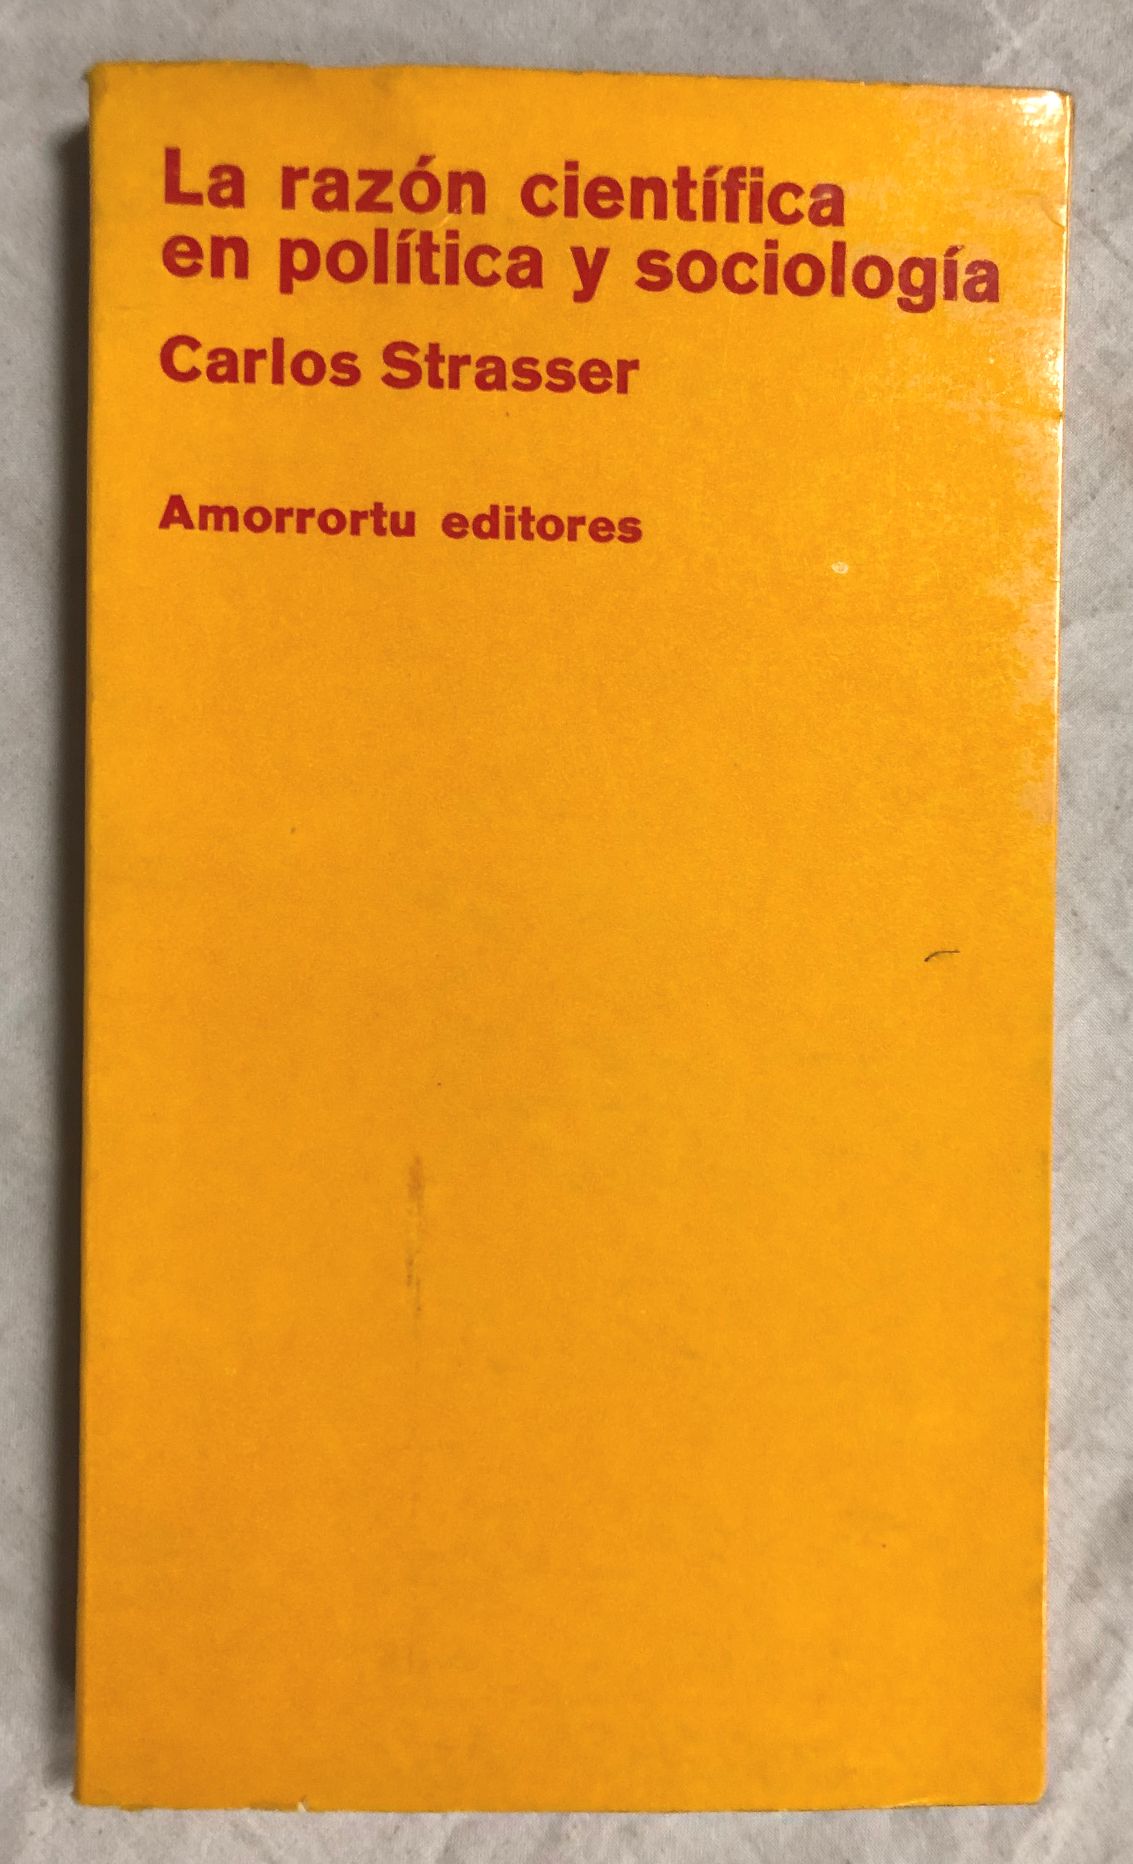 La razón científica
en política y sociología
Carlos Strasser
Amorrortu editores